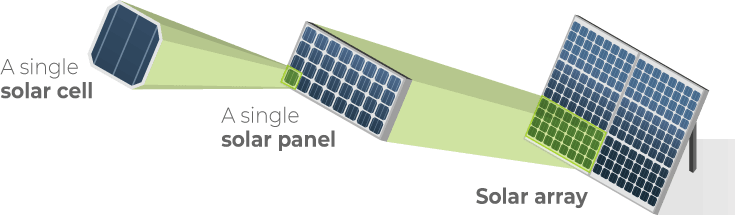 A single
solar cell
A single
solar panel
Solar array